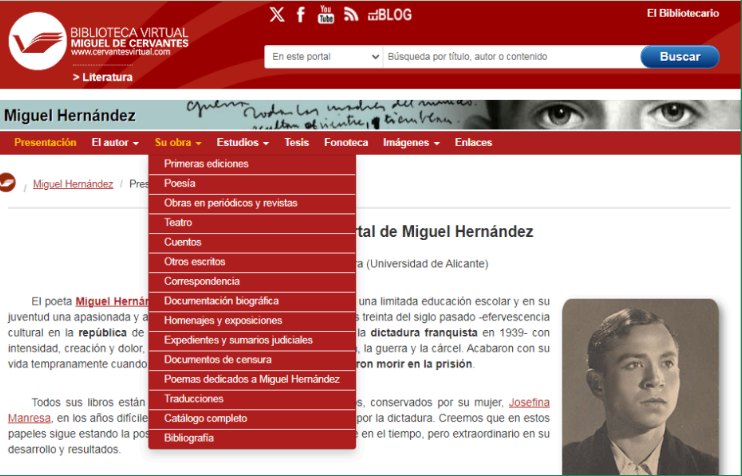 BIBLIOTECA VIRTUAL
MIGUEL DE CERVANTES
www.cervantesvirtual.com
> Literatura
X f You Tube BLOG
El Bibliotecario
En este portal
Búsqueda por título, autor o contenido
Buscar
Miguel Hernández
Presentación El autor Su obra Estudios Tesis Fonoteca Imágenes Enlaces
Primeras ediciones
/ Miguel Hernández / Pres
Poesía
Obras en periódicos y revistas
Teatro
tal de Miguel Hernández
Cuentos
Otros escritos
a (Universidad de Alicante)
Correspondencia
Documentación biográfica
Homenajes y exposiciones
Expedientes y sumarios judiciales
Documentos de censura
Poemas dedicados a Miguel Hernández
Traducciones
Catálogo completo
Bibliografía
El poeta Miguel Hernán una limitada educación escolar y en su
juventud una apasionada y a s treinta del siglo pasado -efervescencia
cultural en la república de la dictadura franquista en 1939- con
intensidad, creación y dolor, , la guerra y la cárcel. Acabaron con su
vida tempranamente cuando ron morir en la prisión.
Todos sus libros están s, conservados por su mujer, Josefina
Manresa, en los años difícile por la dictadura. Creemos que en estos
papeles sigue estando la pos e en el tiempo, pero extraordinario en su
desarrollo y resultados.